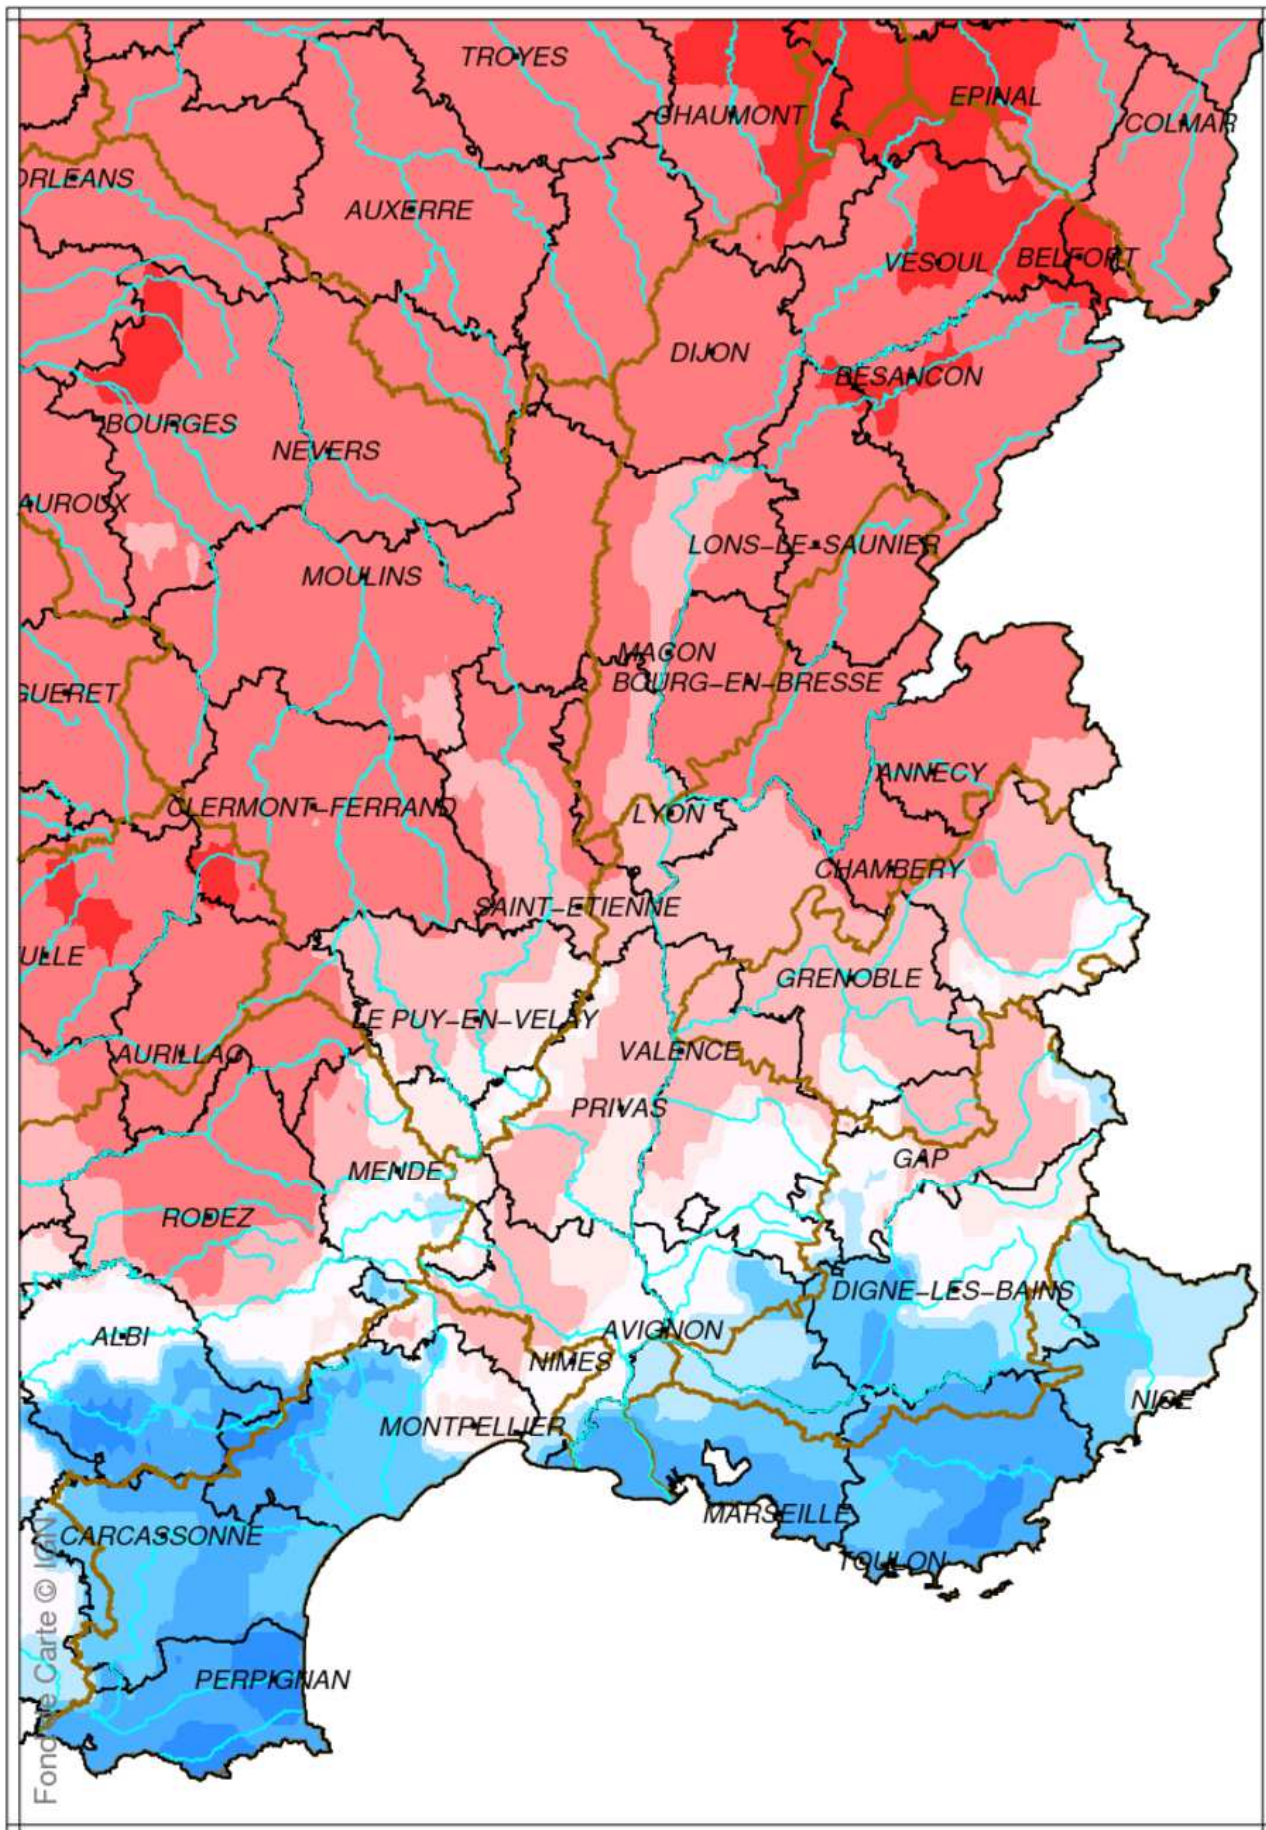 TROYES
EPINAL
CHAUMONT
COLMAR
ORLEANS
AUXERRE
VESOUL
BELFORT
DIJON
BESANCON
BOURGES
NEVERS
AUROUX
LONS-LE-SAUNIER
MOULINS
MACON
BOURG-EN-BRESSE
GUERET
ANNECY
CLERMONT-FERRAND
LYON
CHAMBERY
SAINT-ETIENNE
ULLE
GRENOBLE
LE PUY-EN-VELAY
AURILLAC
VALENCE
PRIVAS
GAP
MENDE
RODEZ
DIGNE-LES-BAINS
ALBI
AVIGNON
NIMES
NICE
MONTPELLIER
MARSEILLE
CARCASSONNE
TOULON
PERPIGNAN
Fond de Carte © IGN